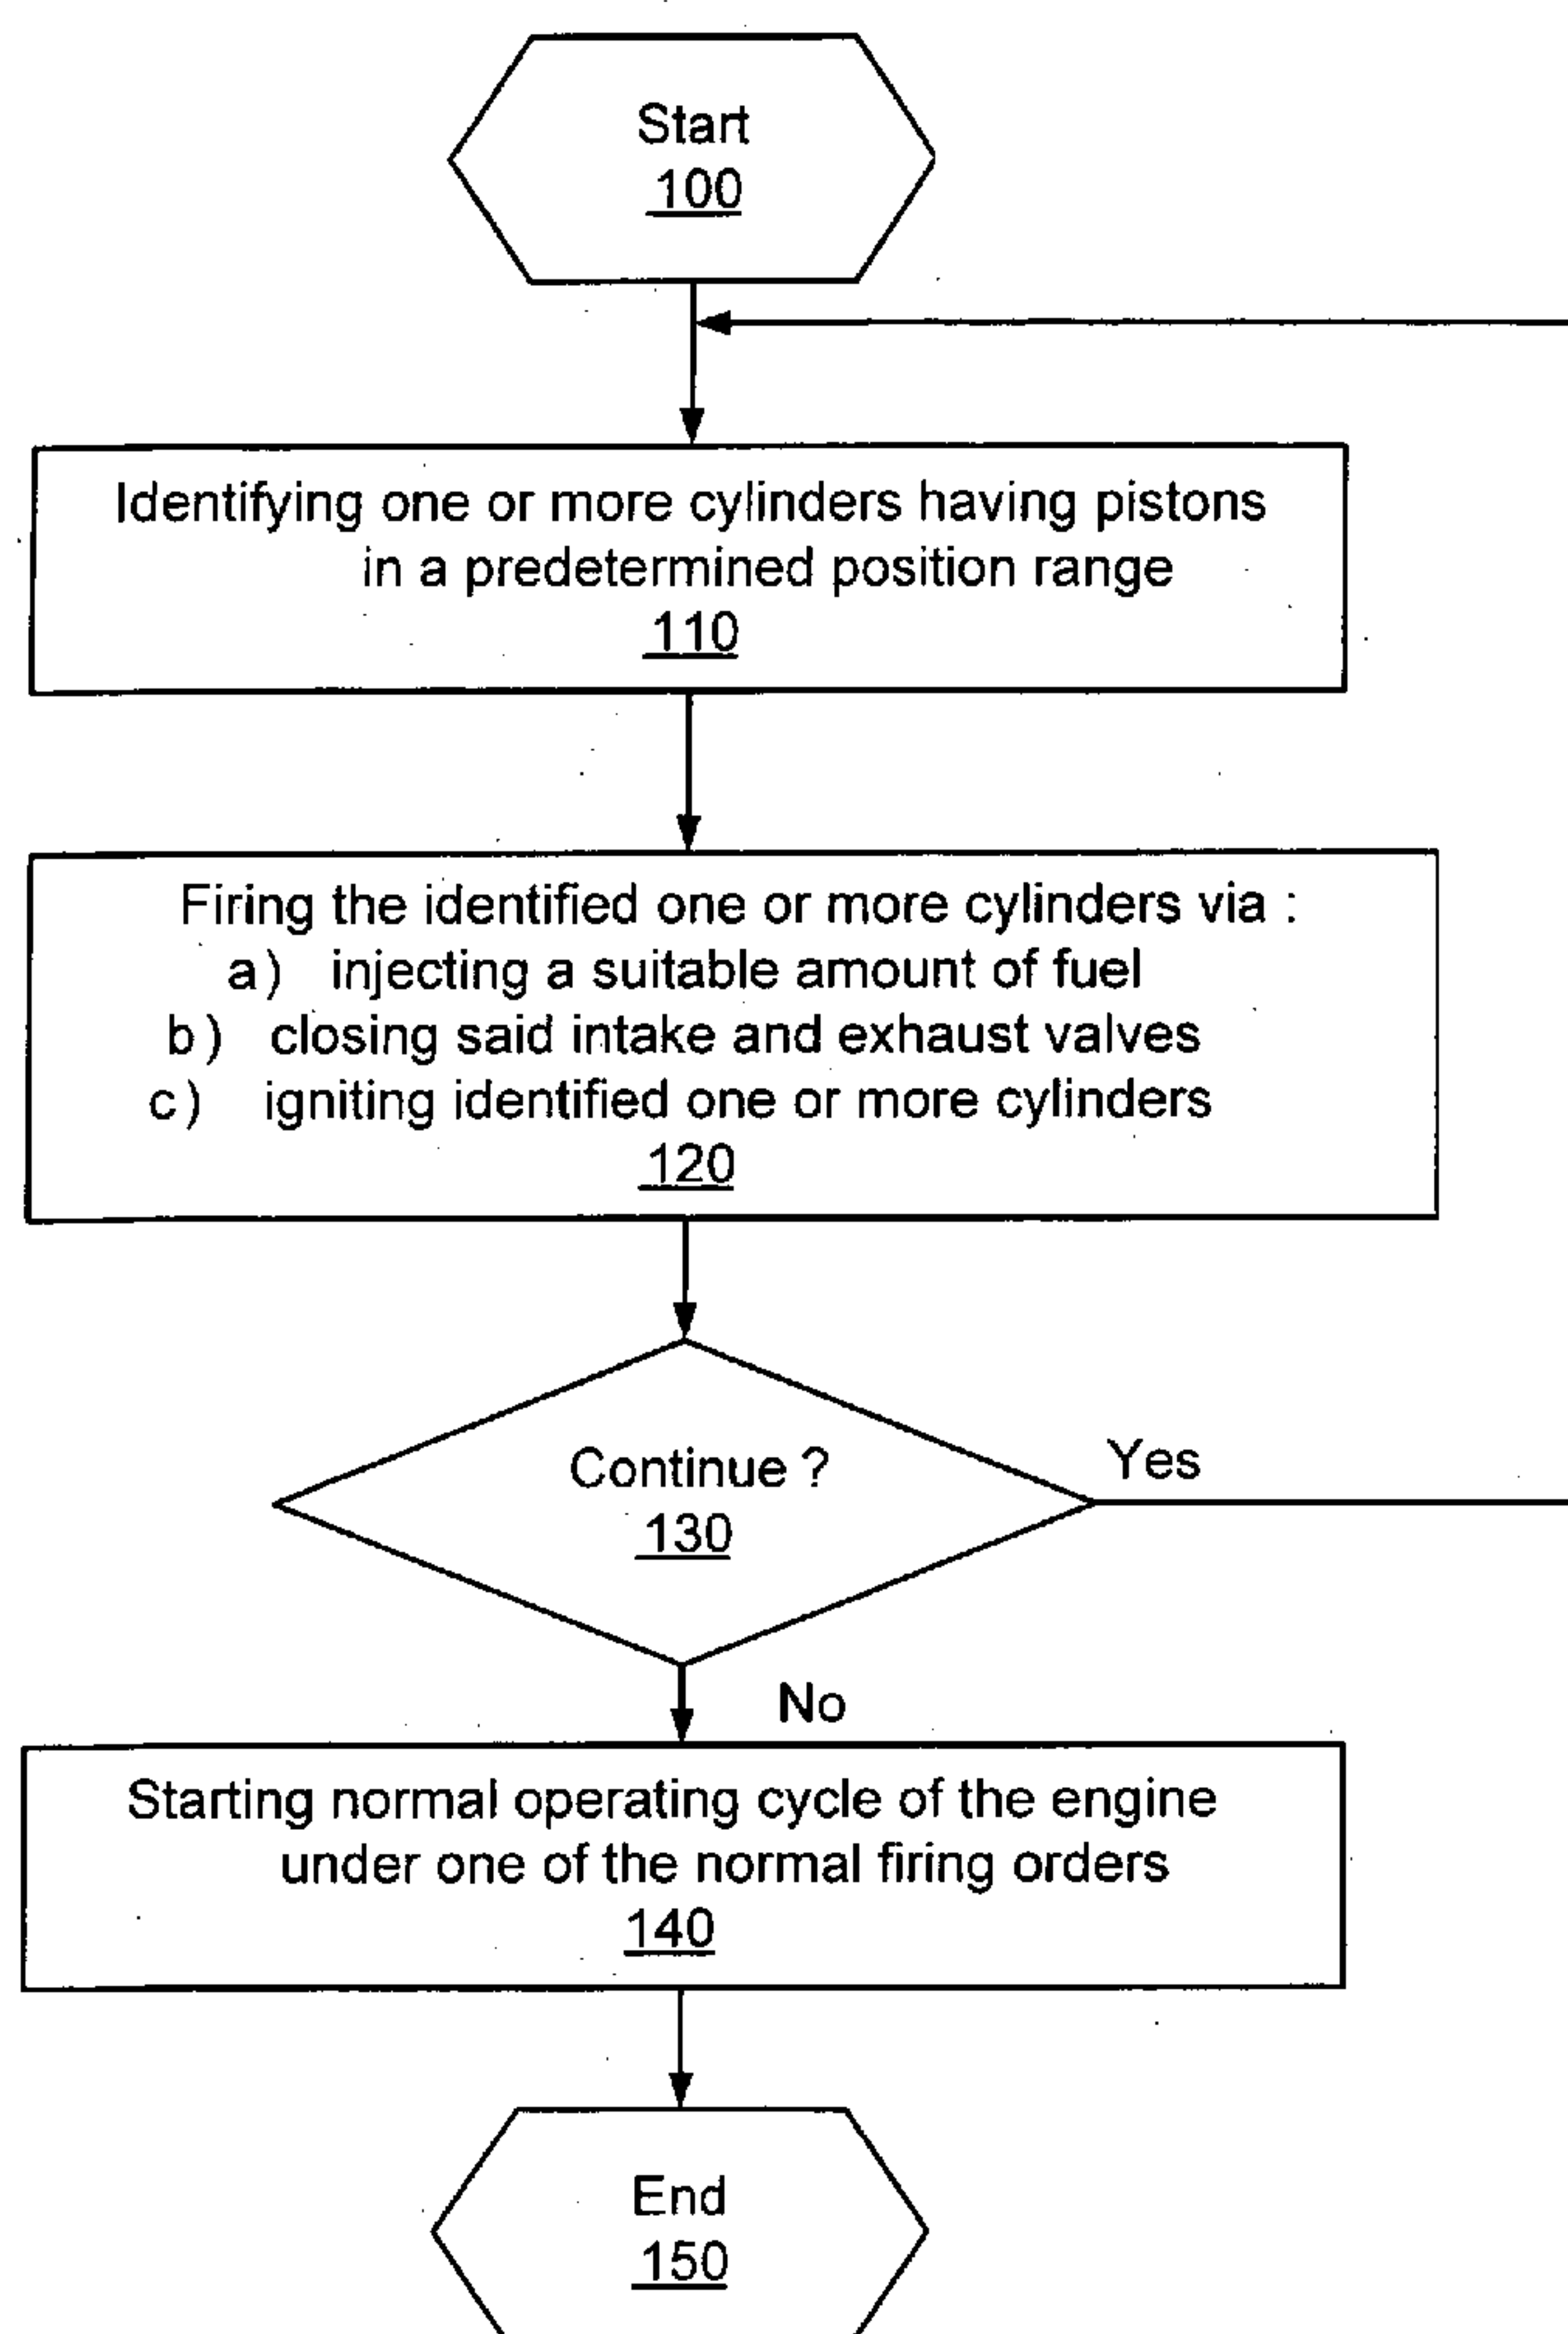 Start
100
Identifying one or more cylinders having pistons
in a predetermined position range
110
Firing the identified one or more cylinders via :
a) injecting a suitable amount of fuel
b) closing said intake and exhaust valves
c) igniting identified one or more cylinders
120
Continue ?
130
Yes
No
Starting normal operating cycle of the engine
under one of the normal firing orders
140
End
150